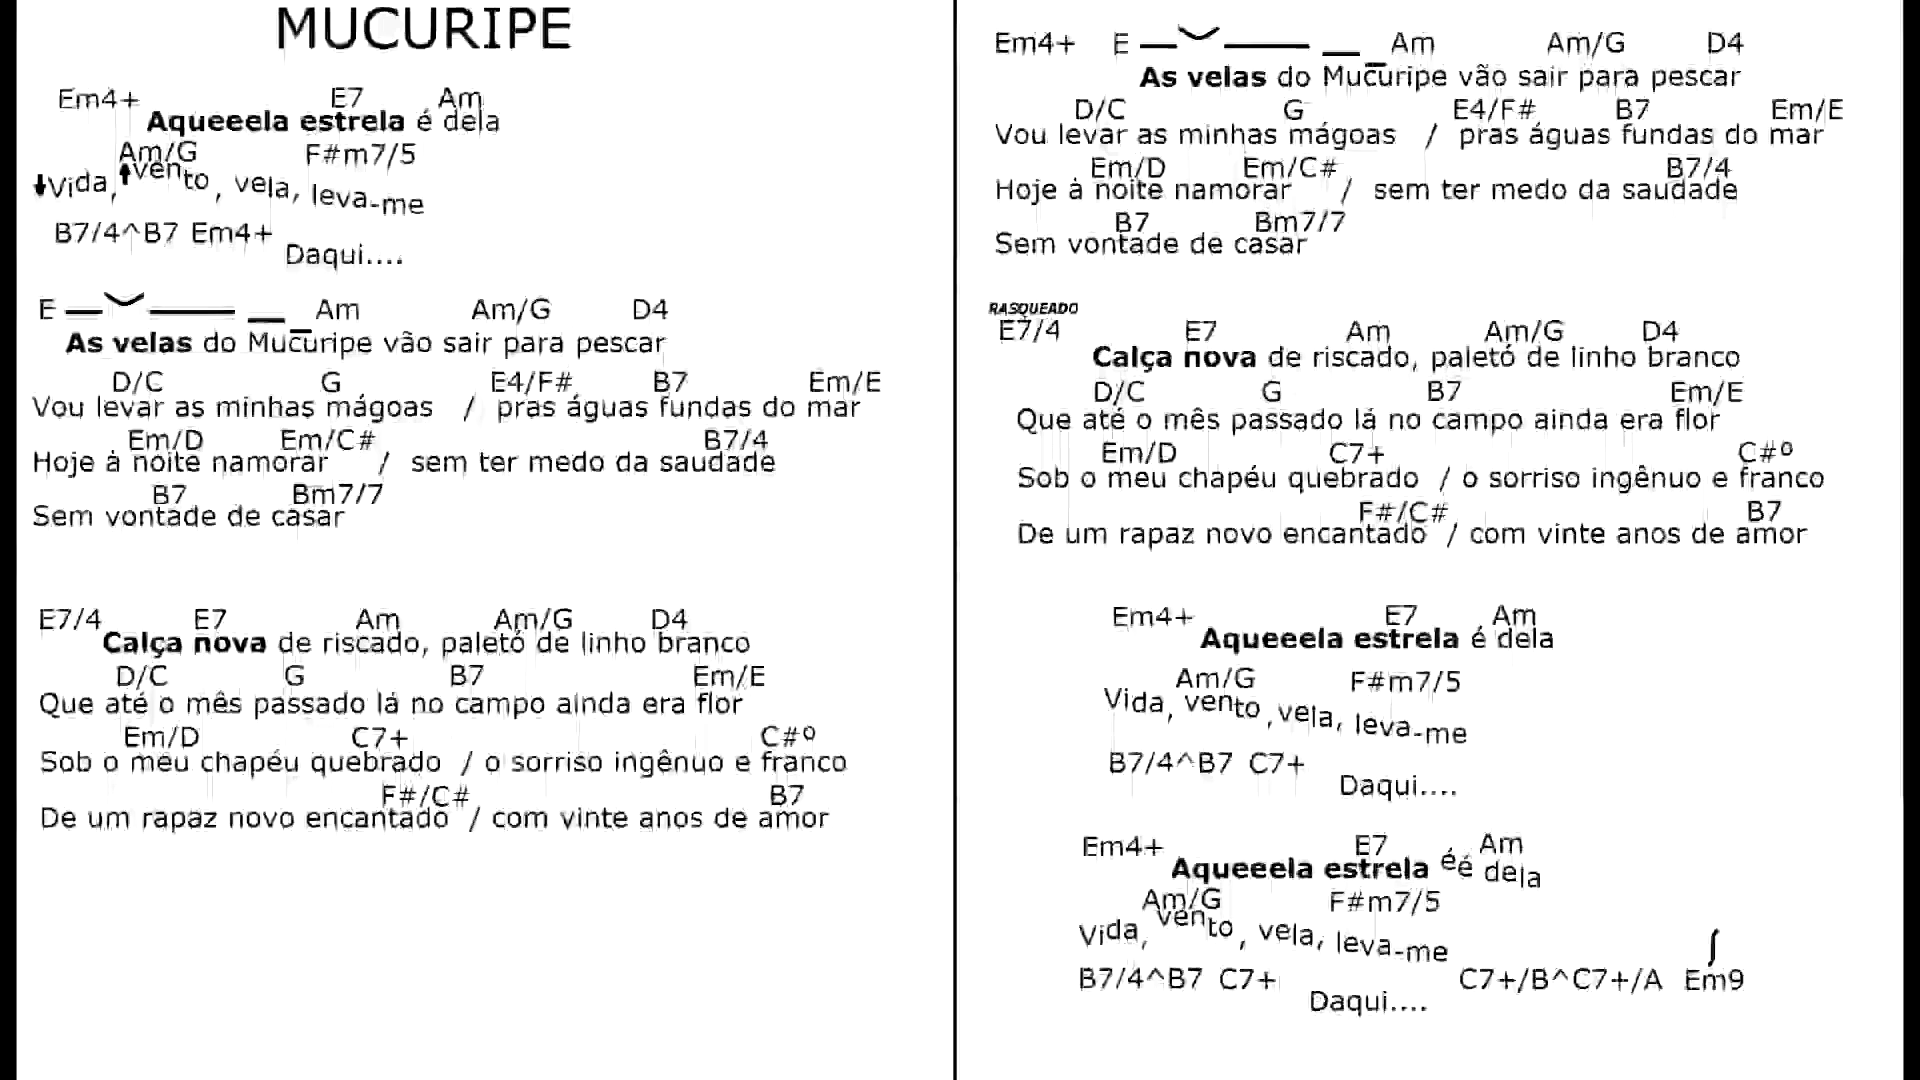 MUCURIPE
Em4+ E7 Am
Aqueeela estrela é dela
Am/G F#m7/5
Vida, vento, vela, leva-me
B7/4^B7 Em4+
Daqui....
E Am Am/G D4
As velas do Mucuripe vão sair para pescar
D/C G E4/F# B7 Em/E
Vou levar as minhas mágoas / pras águas fundas do mar
Em/D Em/C# B7/4
Hoje à noite namorar / sem ter medo da saudade
B7 Bm7/7
Sem vontade de casar
E7/4 E7 Am Am/G D4
Calça nova de riscado, paletó de linho branco
D/C G B7 Em/E
Que até o mês passado lá no campo ainda era flor
Em/D C7+ C#º
Sob o meu chapéu quebrado / o sorriso ingênuo e franco
F#/C# B7
De um rapaz novo encantado / com vinte anos de amor
Em4+ E Am Am/G D4
As velas do Mucuripe vão sair para pescar
D/C G E4/F# B7 Em/E
Vou levar as minhas mágoas / pras águas fundas do mar
Em/D Em/C# B7/4
Hoje à noite namorar / sem ter medo da saudade
B7 Bm7/7
Sem vontade de casar
RASQUEADO
E7/4 E7 Am Am/G D4
Calça nova de riscado, paletó de linho branco
D/C G B7 Em/E
Que até o mês passado lá no campo ainda era flor
Em/D C7+ C#º
Sob o meu chapéu quebrado / o sorriso ingênuo e franco
F#/C# B7
De um rapaz novo encantado / com vinte anos de amor
Em4+ E7 Am
Aqueeela estrela é dela
Am/G F#m7/5
Vida, vento, vela, leva-me
B7/4^B7 C7+
Daqui....
Em4+ E7 Am
Aqueeela estrela éé dela
Am/G F#m7/5
Vida, vento, vela, leva-me
B7/4^B7 C7+ C7+/B^C7+/A Em9
Daqui....